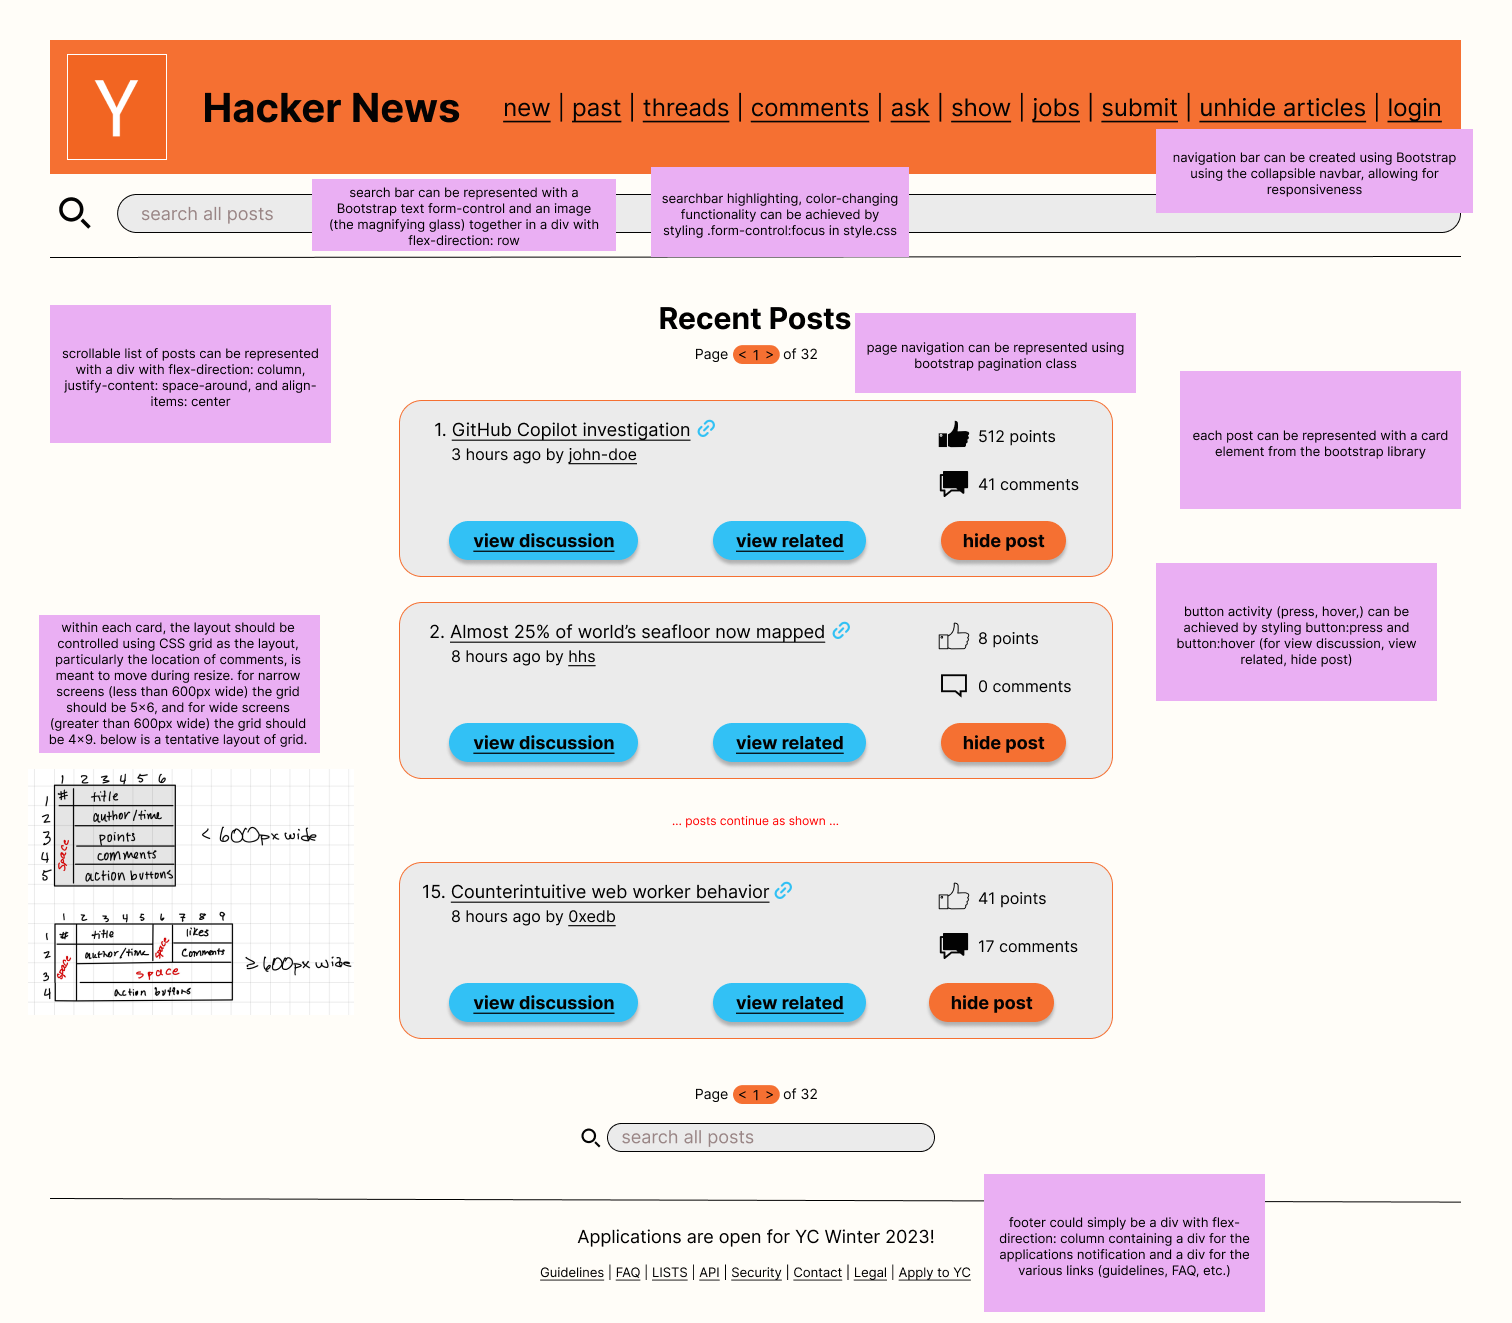 Y
Hacker News
new | past | threads | comments | ask | show | jobs | submit | unhide articles | login
navigation bar can be created using Bootstrap
using the collapsible navbar, allowing for
responsiveness
search all posts
search bar can be represented with a
Bootstrap text form-control and an image
(the magnifying glass) together in a div with
flex-direction: row
searchbar highlighting, color-changing
functionality can be achieved by
styling .form-control:focus in style.css
Recent Posts
Page < 1 > of 32
page navigation can be represented using
bootstrap pagination class
scrollable list of posts can be represented
with a div with flex-direction: column,
justify-content: space-around, and align-
items: center
each post can be represented with a card
element from the bootstrap library
1. GitHub Copilot investigation
3 hours ago by john-doe
512 points
41 comments
view discussion
view related
hide post
button activity (press, hover,) can be
achieved by styling button:press and
button:hover (for view discussion, view
related, hide post)
2. Almost 25% of world's seafloor now mapped
8 hours ago by hhs
8 points
0 comments
view discussion
view related
hide post
within each card, the layout should be
controlled using CSS grid as the layout,
particularly the location of comments, is
meant to move during resize. for narrow
screens (less than 600px wide) the grid
should be 5×6, and for wide screens
(greater than 600px wide) the grid should
be 4×9. below is a tentative layout of grid.
1 2 3 4 5 6
1 # title
2 author/time
3 points
4 comments
5 action buttons
space
< 600px wide
1 2 3 4 5 6 7 8 9
1 # title space likes
2 space author/time comments
3 space
4 action buttons
≥ 600px wide
... posts continue as shown ...
15. Counterintuitive web worker behavior
8 hours ago by 0xedb
41 points
17 comments
view discussion
view related
hide post
Page < 1 > of 32
search all posts
Applications are open for YC Winter 2023!
Guidelines | FAQ | LISTS | API | Security | Contact | Legal | Apply to YC
footer could simply be a div with flex-
direction: column containing a div for the
applications notification and a div for the
various links (guidelines, FAQ, etc.)